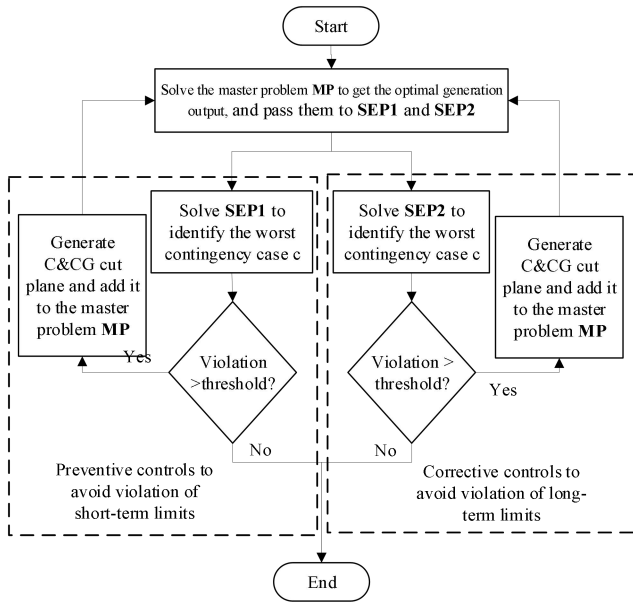 Start
Solve the master problem MP to get the optimal generation
output, and pass them to SEP1 and SEP2
Generate
C&CG cut
plane and add it
to the master
problem MP
Solve SEP1 to
identify the worst
contingency case c
Solve SEP2 to
identify the worst
contingency case c
Generate
C&CG cut
plane and add it
to the master
problem MP
Yes
Violation
>threshold?
Violation >
threshold?
Yes
No
No
Preventive controls to
avoid violation of
short-term limits
Corrective controls to
avoid violation of long-
term limits
End